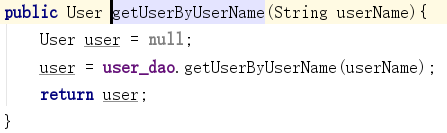 public User getUserByUserName(String userName){
User user = null;
user = user_dao.getUserByUserName(userName);
return user;
}